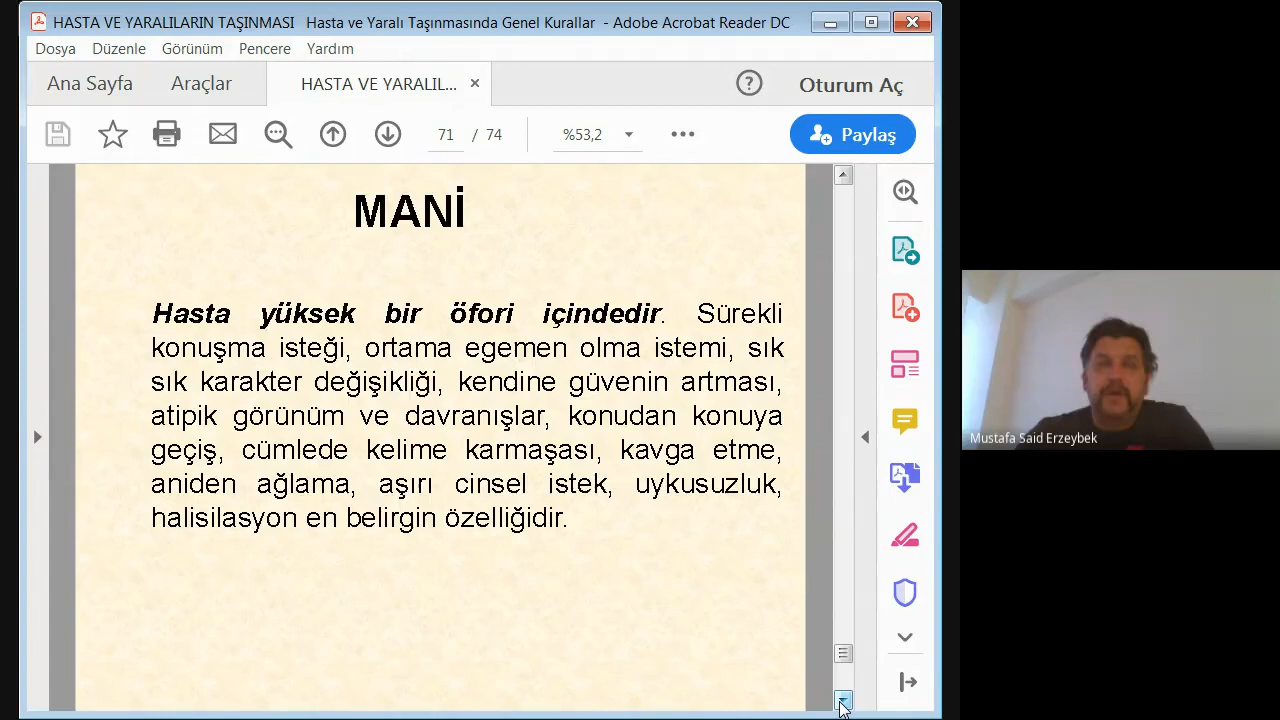 HASTA VE YARALILARIN TAŞINMASI   Hasta ve Yaralı Taşınmasında Genel Kurallar  - Adobe Acrobat Reader DC
Dosya Düzenle Görünüm Pencere Yardım
Ana Sayfa Araçlar HASTA VE YARALIL... × ? Oturum Aç
71 / 74 %53,2 Paylaş
MANİ
Hasta yüksek bir öfori içindedir. Sürekli
konuşma isteği, ortama egemen olma istemi, sık
sık karakter değişikliği, kendine güvenin artması,
atipik görünüm ve davranışlar, konudan konuya
geçiş, cümlede kelime karmaşası, kavga etme,
aniden ağlama, aşırı cinsel istek, uykusuzluk,
halisilasyon en belirgin özelliğidir.
Mustafa Said Erzeybek